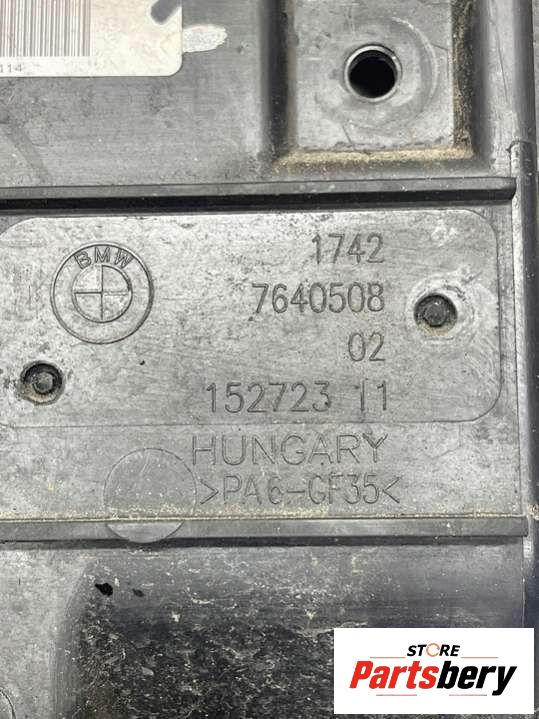 114
BMW
1742
7640508
02
152723 11
HUNGARY
>PA6-GF35<
STORE
Partsbery